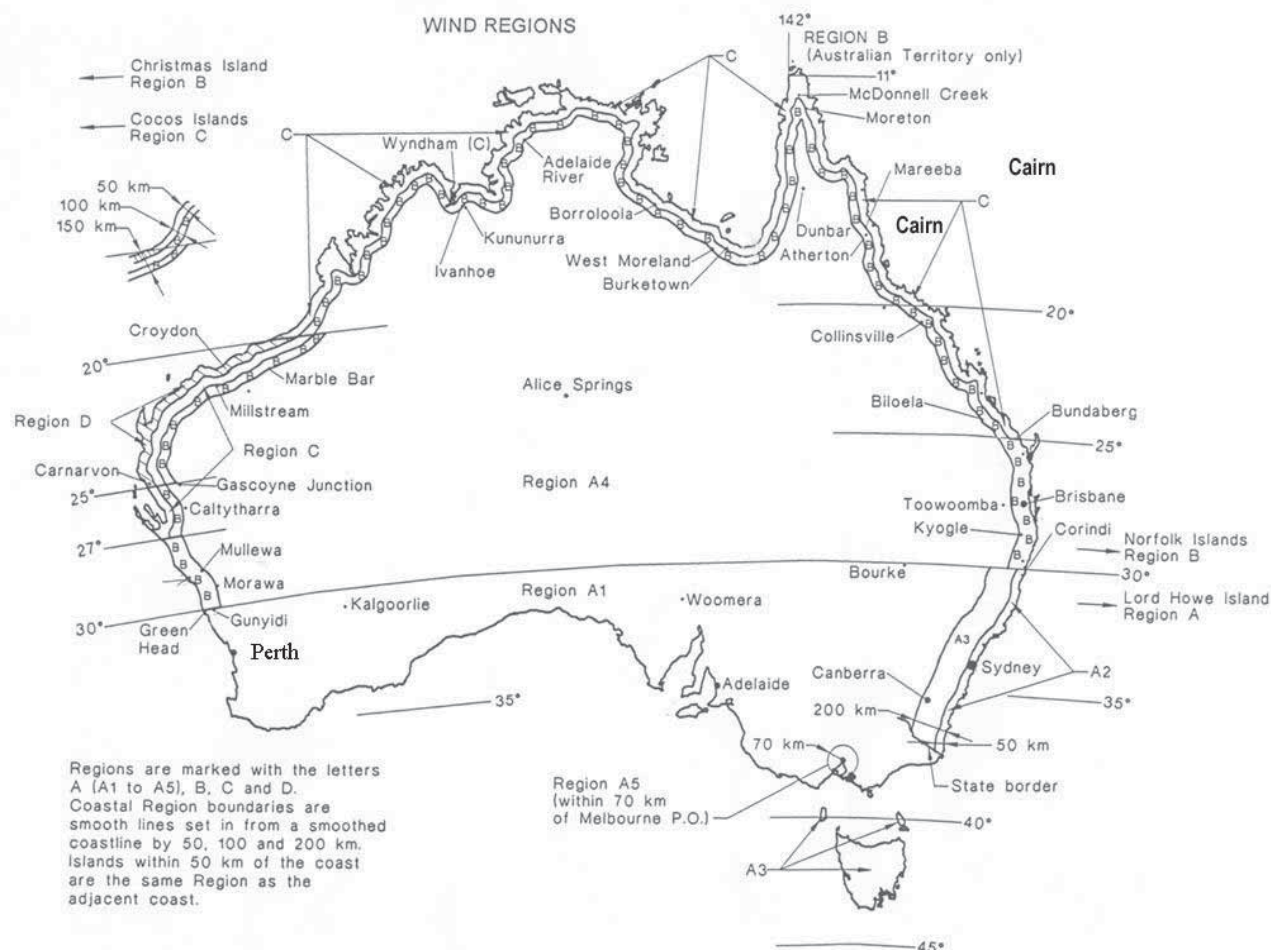 WIND REGIONS
142°
REGION B
(Australian Territory only)
11°
Christmas Island
Region B
Cocos Islands
Region C
C
C
McDonnell Creek
Moreton
Wyndham (C)
Adelaide
River
Mareeba
Cairn
C
50 km
100 km
150 km
Borroloola
Kununurra
Ivanhoe
West Moreland
Burketown
Dunbar
Atherton
Cairn
20°
Croydon
20°
Collinsville
Marble Bar
Alice Springs
Millstream
Biloela
Bundaberg
Region D
25°
Region C
Carnarvon
Gascoyne Junction
Region A4
25°
Caltytharra
Toowoomba
Brisbane
Kyogle
Corindi
27°
Mullewa
Norfolk Islands
Region B
Morawa
Bourke
30°
Region A1
Kalgoorlie
Woomera
Lord Howe Island
Region A
30°
Gunyidi
Green
Head
Perth
A3
Sydney
Canberra
A2
Adelaide
35°
35°
200 km
70 km
50 km
State border
Region A5
(within 70 km
of Melbourne P.O.)
40°
A3
45°
B B B B B B B B B B B B B B B B B B B B
Regions are marked with the letters
A (A1 to A5), B, C and D.
Coastal Region boundaries are
smooth lines set in from a smoothed
coastline by 50, 100 and 200 km.
Islands within 50 km of the coast
are the same Region as the
adjacent coast.